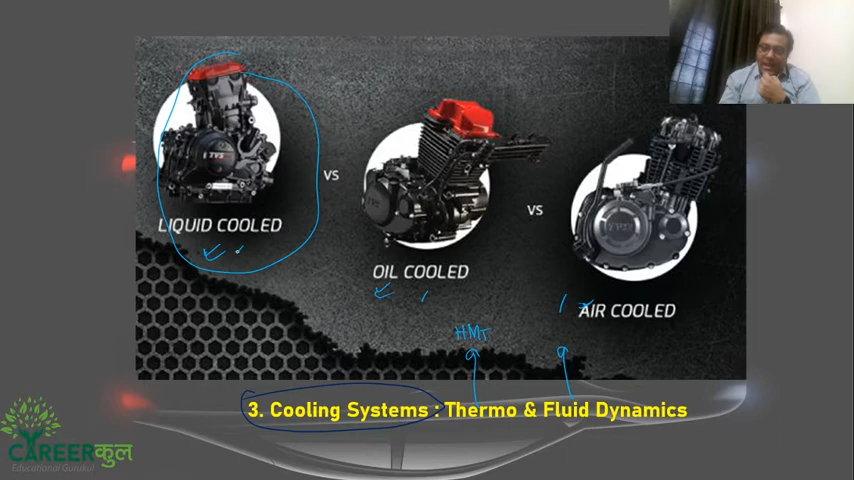 LIQUID COOLED
VS
OIL COOLED
VS
AIR COOLED
HMT
3. Cooling Systems : Thermo & Fluid Dynamics
CAREERकुल
Educational Gurukul
TVS